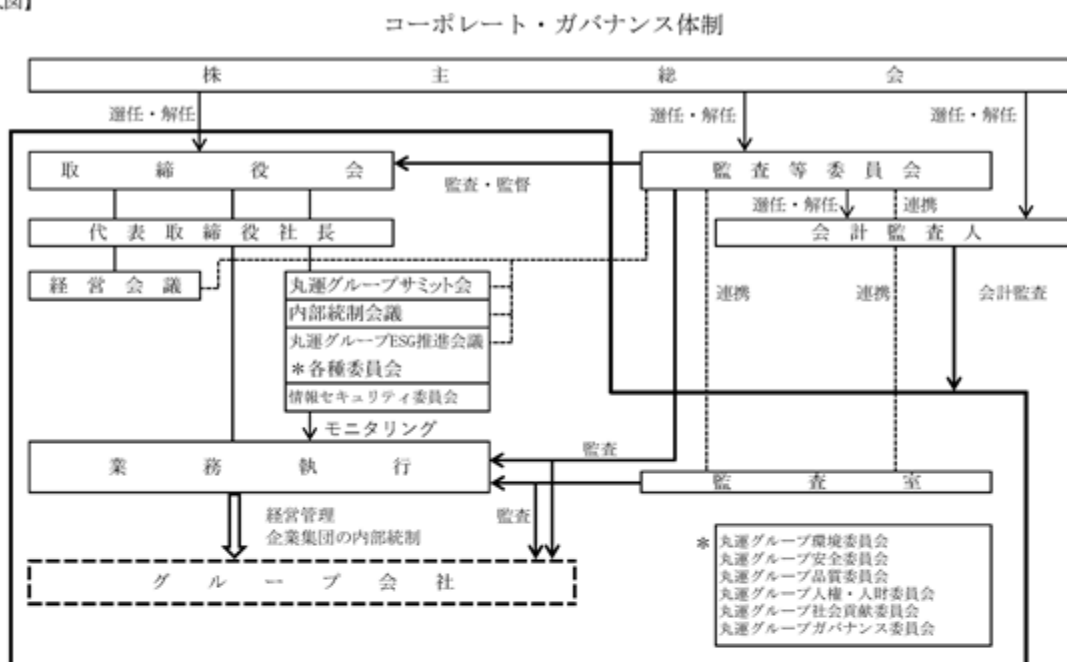 図】
コーポレート・ガバナンス体制
株主総会
選任・解任
選任・解任
選任・解任
取締役会
監査等委員会
監査・監督
選任・解任
連携
代表取締役社長
会計監査人
経営会議
丸運グループサミット会
内部統制会議
丸運グループESG推進会議
＊各種委員会
情報セキュリティ委員会
連携
連携
会計監査
モニタリング
業務執行
監査
監査室
経営管理
企業集団の内部統制
監査
グループ会社
＊
丸運グループ環境委員会
丸運グループ安全委員会
丸運グループ品質委員会
丸運グループ人権・人財委員会
丸運グループ社会貢献委員会
丸運グループガバナンス委員会